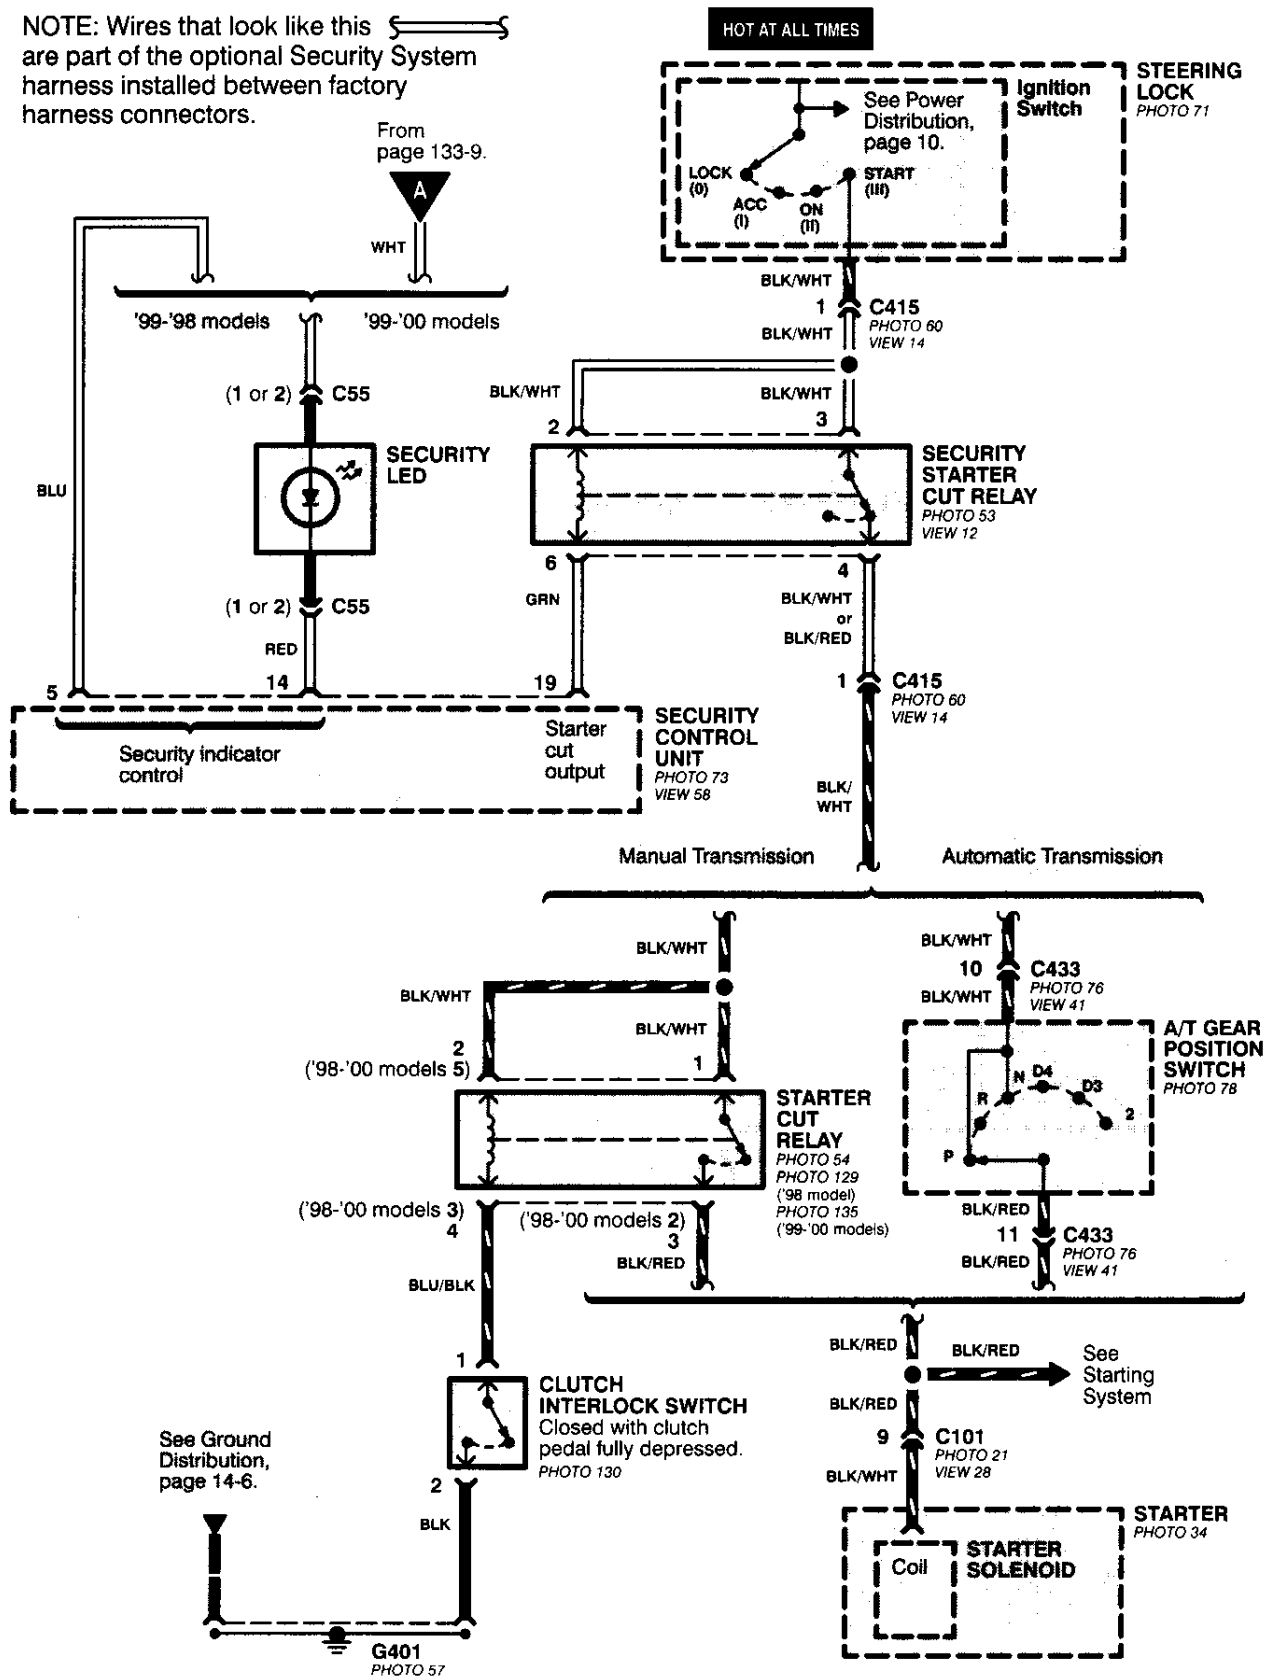 NOTE: Wires that look like this
are part of the optional Security System
harness installed between factory
harness connectors.
HOT AT ALL TIMES
STEERING
LOCK
PHOTO 71
Ignition
Switch
See Power
Distribution,
page 10.
LOCK
(0)
ACC
(I)
ON
(II)
START
(III)
From
page 133-9.
A
WHT
BLK/WHT
1
C415
PHOTO 60
VIEW 14
BLK/WHT
'99-'98 models
'99-'00 models
BLK/WHT
BLK/WHT
(1 or 2)
C55
2
3
SECURITY
LED
SECURITY
STARTER
CUT RELAY
PHOTO 53
VIEW 12
BLU
6
4
GRN
BLK/WHT
or
BLK/RED
(1 or 2)
C55
RED
5
14
19
1
C415
PHOTO 60
VIEW 14
Security indicator
control
Starter
cut
output
SECURITY
CONTROL
UNIT
PHOTO 73
VIEW 58
BLK/
WHT
Manual Transmission
Automatic Transmission
BLK/WHT
BLK/WHT
10
C433
PHOTO 76
VIEW 41
BLK/WHT
BLK/WHT
BLK/WHT
2
('98-'00 models 5)
1
A/T GEAR
POSITION
SWITCH
PHOTO 78
P
R
N
D4
D3
2
STARTER
CUT
RELAY
PHOTO 54
PHOTO 129
('98 model)
PHOTO 135
('99-'00 models)
('98-'00 models 3)
4
('98-'00 models 2)
3
BLK/RED
BLK/RED
11
C433
PHOTO 76
VIEW 41
BLK/RED
BLU/BLK
1
BLK/RED
BLK/RED
See
Starting
System
CLUTCH
INTERLOCK SWITCH
Closed with clutch
pedal fully depressed.
PHOTO 130
BLK/RED
9
C101
PHOTO 21
VIEW 28
BLK/WHT
See Ground
Distribution,
page 14-6.
2
BLK
STARTER
PHOTO 34
Coil
STARTER
SOLENOID
G401
PHOTO 57